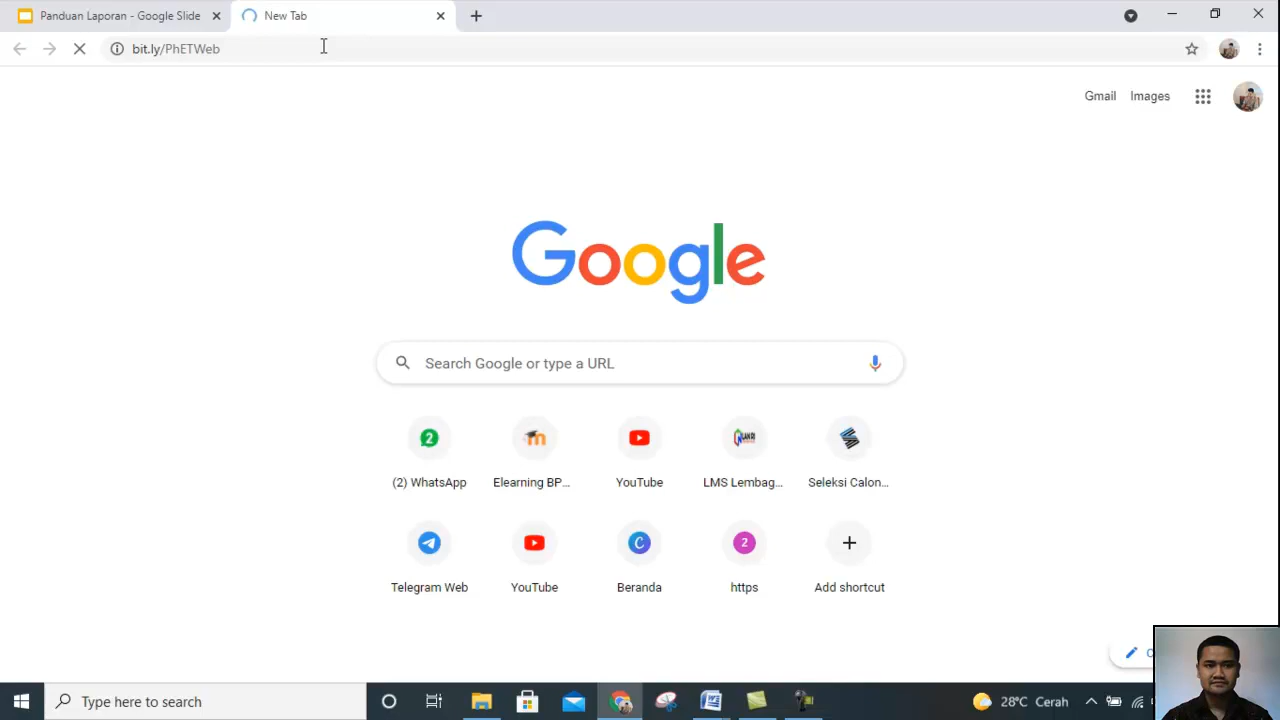 Panduan Laporan - Google Slide
New Tab
bit.ly/PhETWeb
Gmail
Images
Google
Search Google or type a URL
2
(2) WhatsApp
Elearning BP...
YouTube
LMS Lembag...
Seleksi Calon...
2
Telegram Web
YouTube
Beranda
https
Add shortcut
Type here to search
28°C Cerah